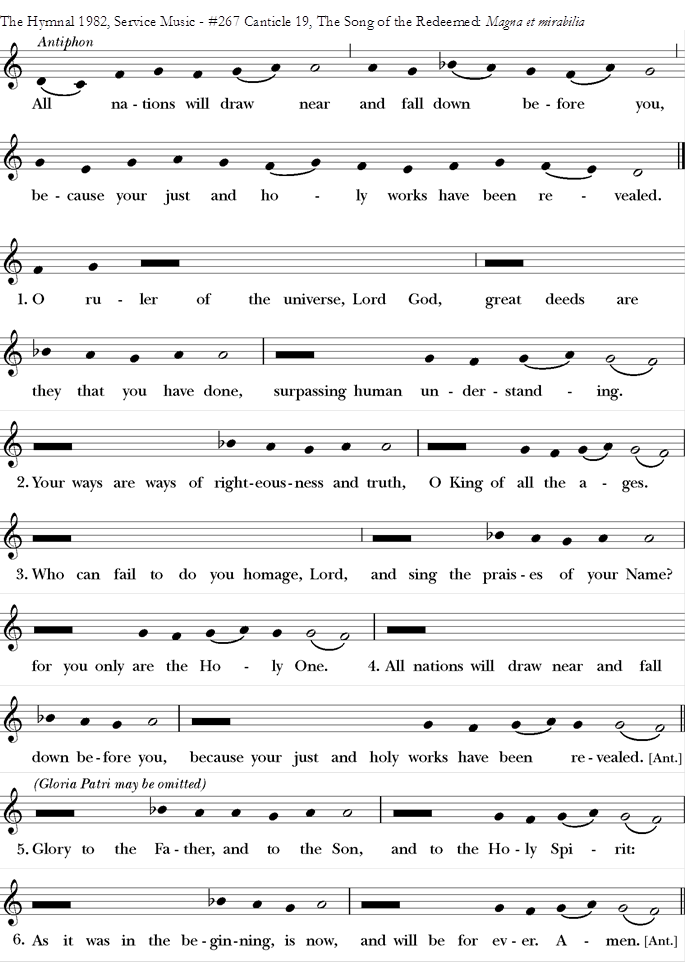 The Hymnal 1982, Service Music - #267 Canticle 19, The Song of the Redeemed: Magna et mirabilia
Antiphon
All na - tions will draw near and fall down be - fore you,
be - cause your just and ho - ly works have been re - vealed.
1. O ru - ler of the universe, Lord God, great deeds are
they that you have done, surpassing human un - der - stand - ing.
2. Your ways are ways of right-eous-ness and truth, O King of all the a - ges.
3. Who can fail to do you homage, Lord, and sing the prais - es of your Name?
for you only are the Ho - ly One. 4. All nations will draw near and fall
down be - fore you, because your just and holy works have been re - vealed. [Ant.]
(Gloria Patri may be omitted)
5. Glory to the Fa - ther, and to the Son, and to the Ho - ly Spi - rit:
6. As it was in the be - gin - ning, is now, and will be for ev - er. A - men. [Ant.]